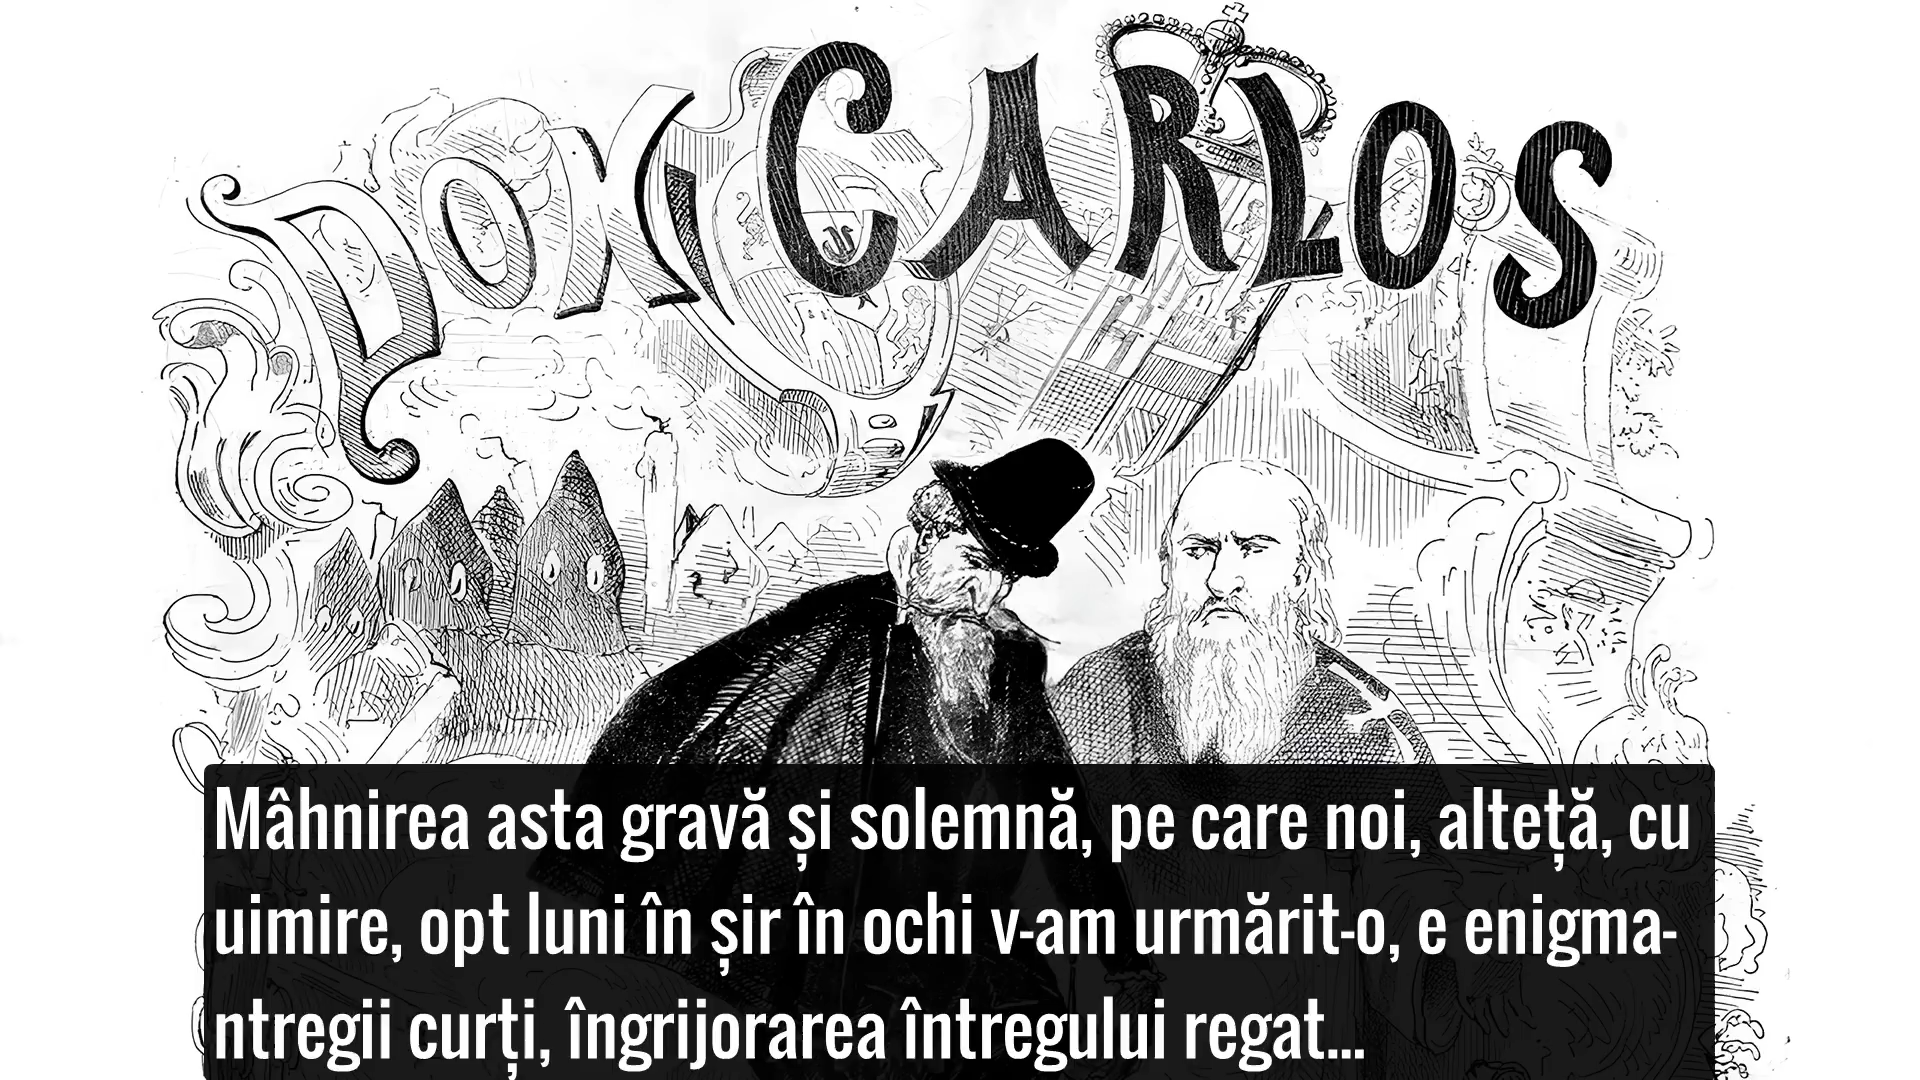 DON CARLOS
Mâhnirea asta gravă și solemnă, pe care noi, alteță, cu
uimire, opt luni în șir în ochi v-am urmărit-o, e enigma-
ntregii curți, îngrijorarea întregului regat...